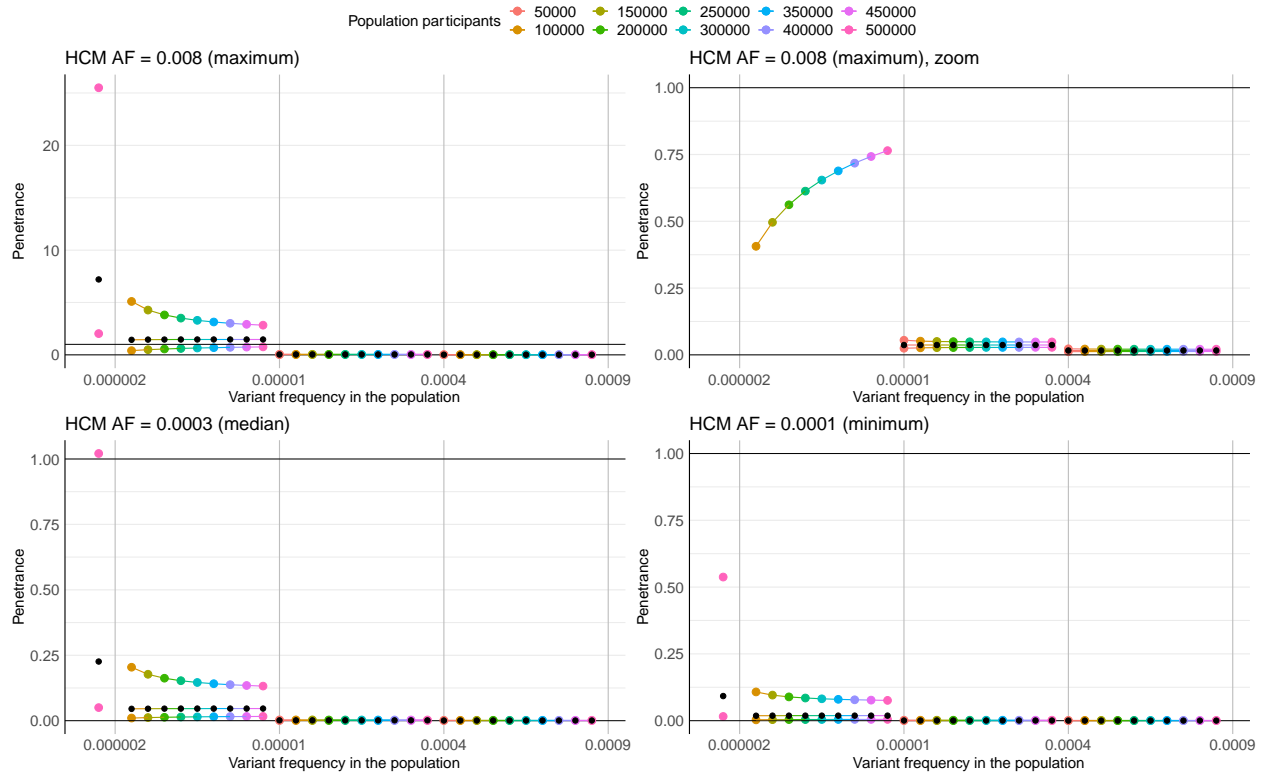 Population participants
50000 150000 250000 350000 450000
100000 200000 300000 400000 500000
HCM AF = 0.008 (maximum)
Penetrance
20
10
0
0.000002 0.00001 0.0004 0.0009
Variant frequency in the population
HCM AF = 0.008 (maximum), zoom
Penetrance
1.00
0.75
0.50
0.25
0.00
0.000002 0.00001 0.0004 0.0009
Variant frequency in the population
HCM AF = 0.0003 (median)
Penetrance
1.00
0.75
0.50
0.25
0.00
0.000002 0.00001 0.0004 0.0009
Variant frequency in the population
HCM AF = 0.0001 (minimum)
Penetrance
1.00
0.75
0.50
0.25
0.00
0.000002 0.00001 0.0004 0.0009
Variant frequency in the population